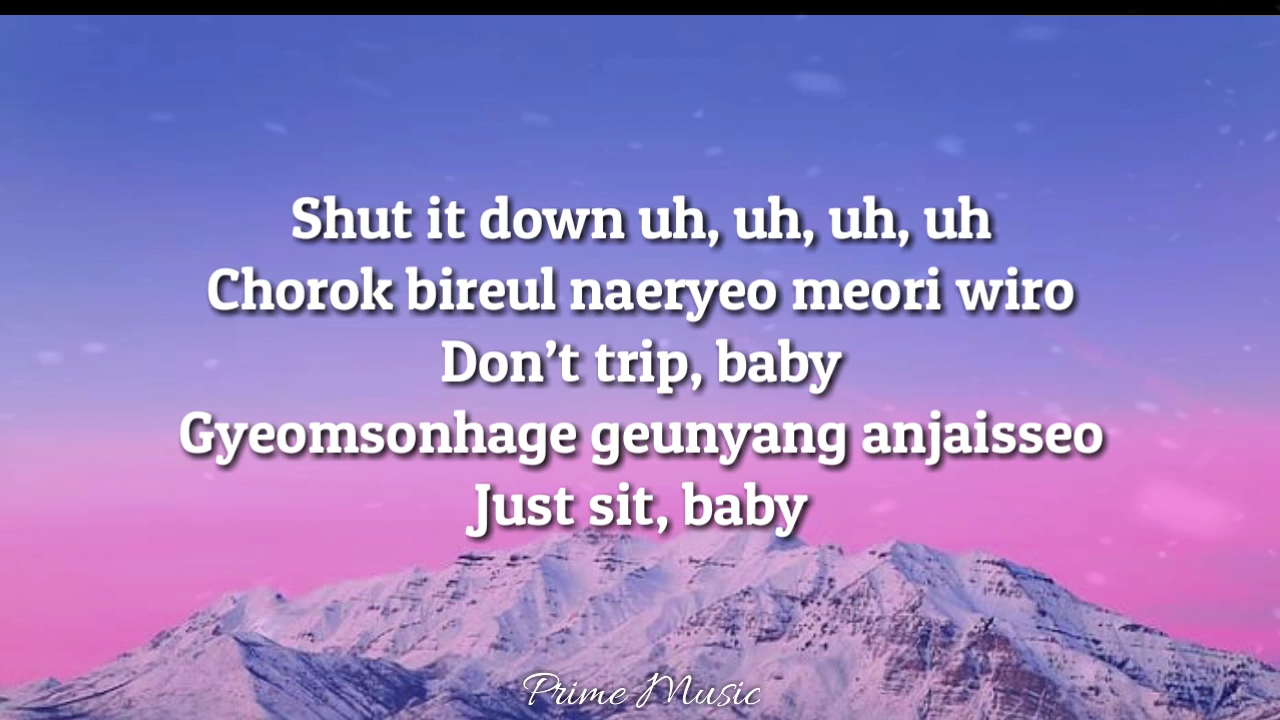 Shut it down uh, uh, uh, uh
Chorok bireul naeryeo meori wiro
Don’t trip, baby
Gyeomsonhage geunyang anjaisseo
Just sit, baby
Prime Music